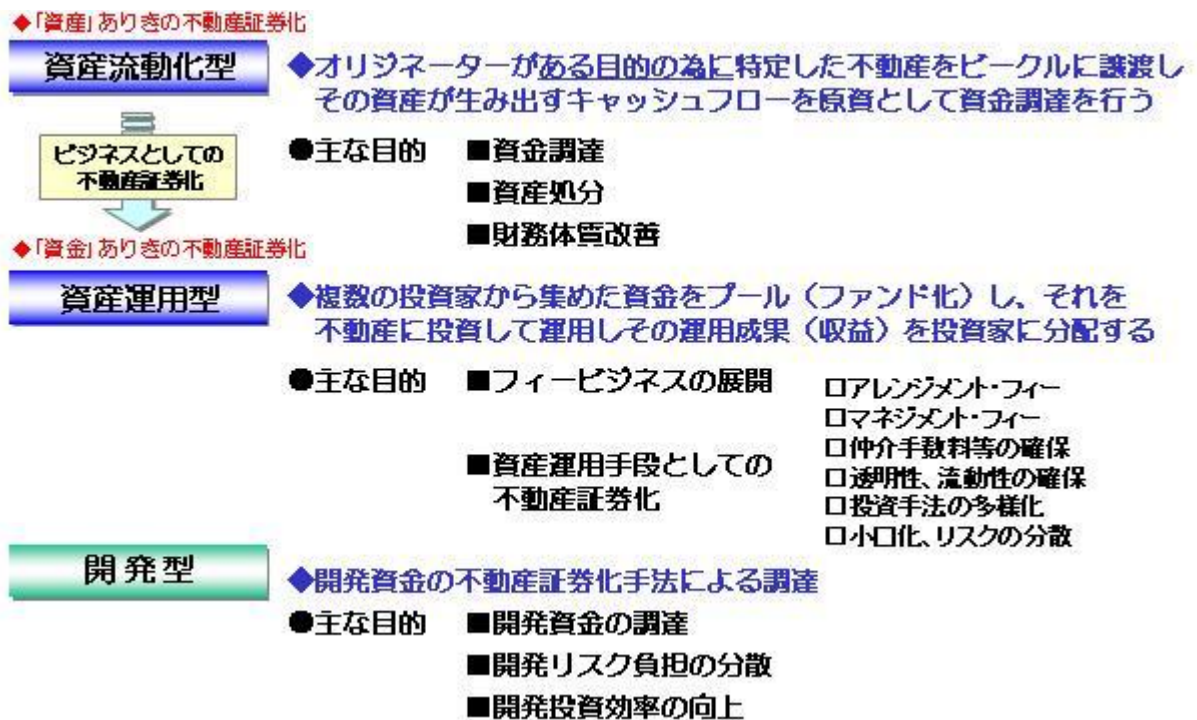 ◆「資産」ありきの不動産証券化
資産流動化型
◆オリジネーターがある目的の為に特定した不動産をビークルに譲渡し
その資産が生み出すキャッシュフローを原資として資金調達を行う
ビジネスとしての
不動産証券化
●主な目的 ■資金調達
■資産処分
■財務体質改善
◆「資金」ありきの不動産証券化
資産運用型
◆複数の投資家から集めた資金をプール（ファンド化）し、それを
不動産に投資して運用しその運用成果（収益）を投資家に分配する
●主な目的 ■フィービジネスの展開
□アレンジメント・フィー
□マネジメント・フィー
□仲介手数料等の確保
■資産運用手段としての
不動産証券化
□透明性、流動性の確保
□投資手法の多様化
□小口化、リスクの分散
開発型
◆開発資金の不動産証券化手法による調達
●主な目的 ■開発資金の調達
■開発リスク負担の分散
■開発投資効率の向上